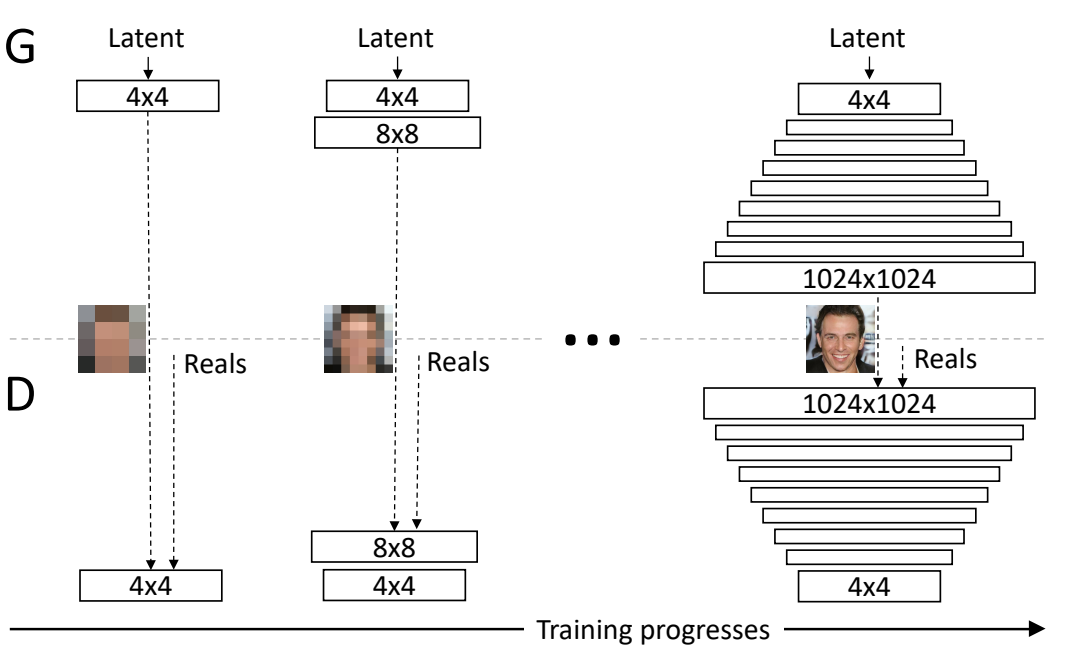 G
Latent
Latent
Latent
4x4
4x4
4x4
8x8
1024x1024
Reals
Reals
Reals
D
1024x1024
8x8
4x4
4x4
4x4
Training progresses